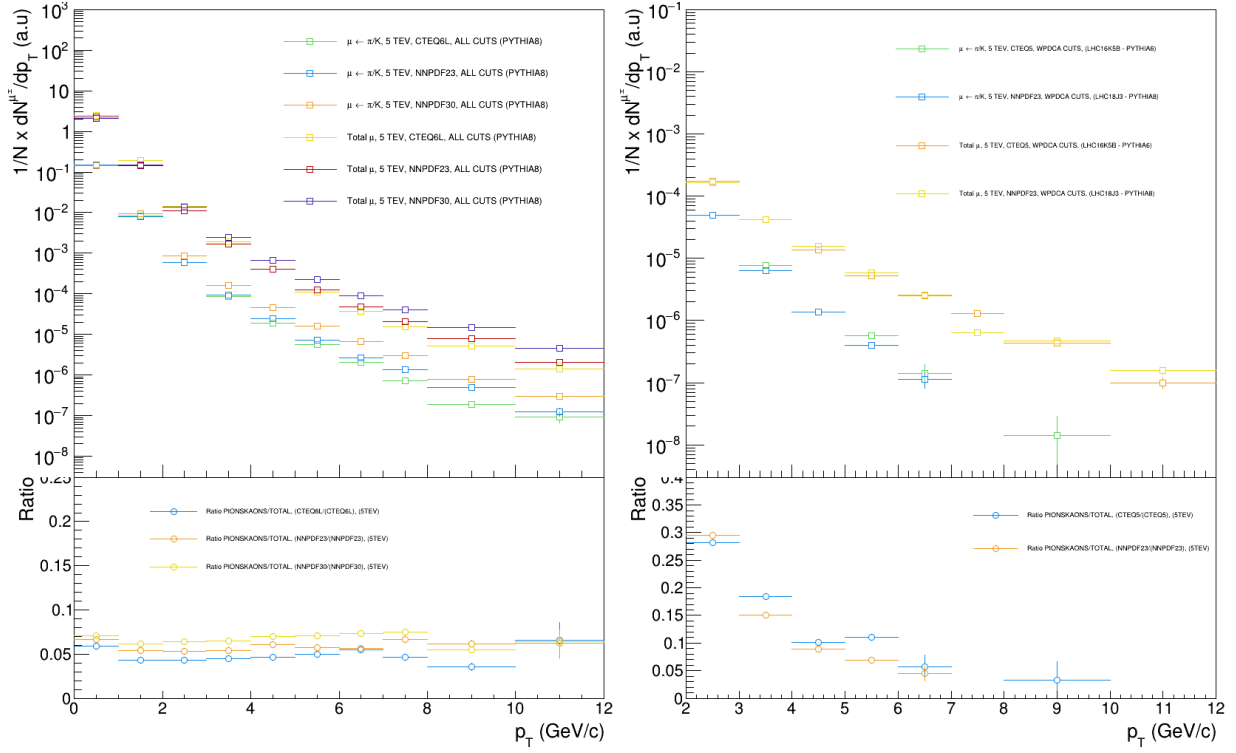 1/N x dN^μ^±/dp_T (a.u)
10^3
10^2
10
1
10^−1
10^−2
10^−3
10^−4
10^−5
10^−6
10^−7
10^−8
μ ← π/K, 5 TEV, CTEQ6L, ALL CUTS (PYTHIA8)
μ ← π/K, 5 TEV, NNPDF23, ALL CUTS (PYTHIA8)
μ ← π/K, 5 TEV, NNPDF30, ALL CUTS (PYTHIA8)
Total μ, 5 TEV, CTEQ6L, ALL CUTS (PYTHIA8)
Total μ, 5 TEV, NNPDF23, ALL CUTS (PYTHIA8)
Total μ, 5 TEV, NNPDF30, ALL CUTS (PYTHIA8)
Ratio
0.25
0.2
0.15
0.1
0.05
0
Ratio PIONSKAONS/TOTAL, (CTEQ6L/(CTEQ6L), (5TEV)
Ratio PIONSKAONS/TOTAL, (NNPDF23/(NNPDF23), (5TEV)
Ratio PIONSKAONS/TOTAL, (NNPDF30/(NNPDF30), (5TEV)
0 2 4 6 8 10 12
p_T (GeV/c)
1/N x dN^μ^±/dp_T (a.u)
10^−1
10^−2
10^−3
10^−4
10^−5
10^−6
10^−7
10^−8
μ ← π/K, 5 TEV, CTEQ5, WPDCA CUTS, (LHC16K5B - PYTHIA6)
μ ← π/K, 5 TEV, NNPDF23, WPDCA CUTS, (LHC18J3 - PYTHIA8)
Total μ, 5 TEV, CTEQ5, WPDCA CUTS, (LHC16K5B - PYTHIA6)
Total μ, 5 TEV, NNPDF23, WPDCA CUTS, (LHC18J3 - PYTHIA8)
Ratio
0.4
0.35
0.3
0.25
0.2
0.15
0.1
0.05
0
Ratio PIONSKAONS/TOTAL, (CTEQ5/(CTEQ5), (5TEV)
Ratio PIONSKAONS/TOTAL, (NNPDF23/(NNPDF23), (5TEV)
2 3 4 5 6 7 8 9 10 11 12
p_T (GeV/c)